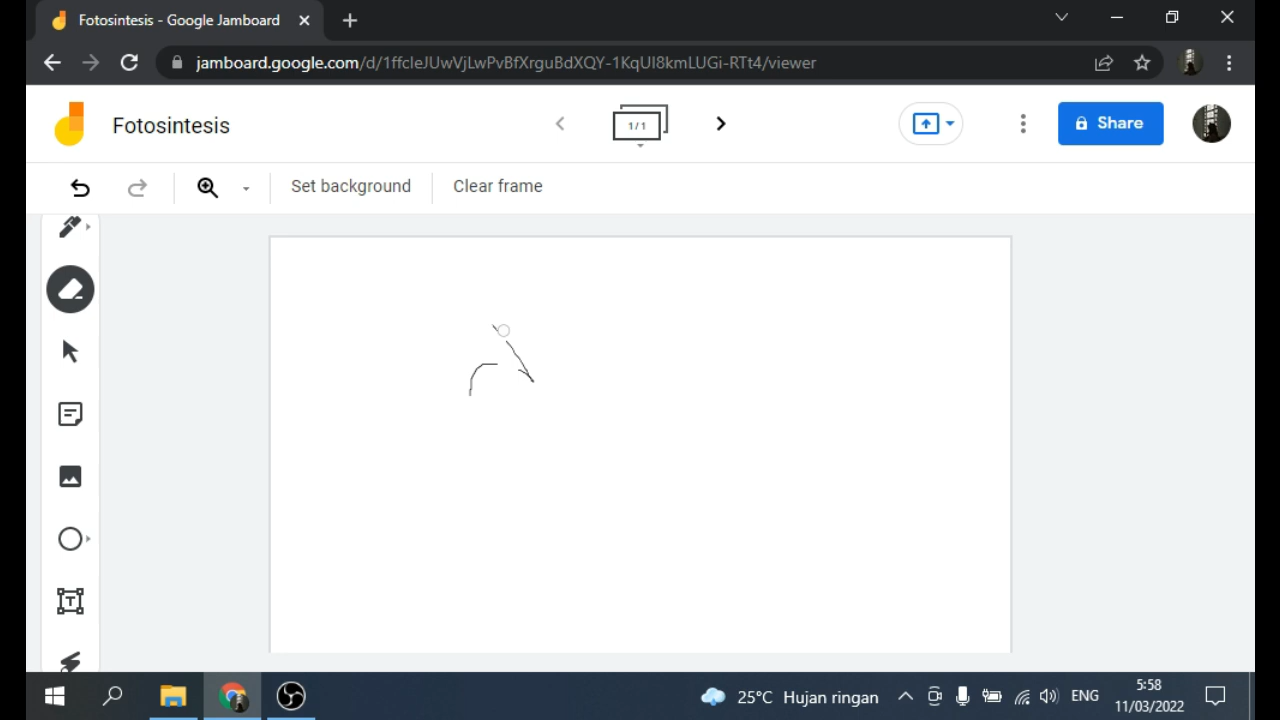 Fotosintesis - Google Jamboard
jamboard.google.com/d/1ffcleJUwVjLwPvBfXrguBdXQY-1KqUl8kmLUGi-RTt4/viewer
Fotosintesis
1/1
Share
Set background
Clear frame
T
25°C Hujan ringan
ENG
5:58
11/03/2022